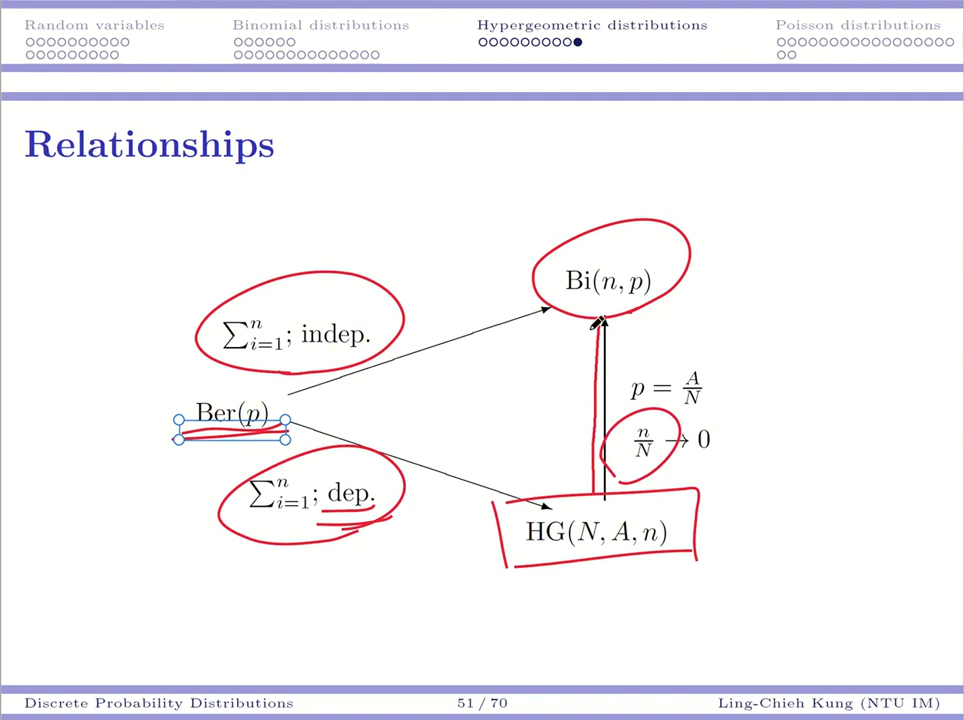 Random variables Binomial distributions Hypergeometric distributions Poisson distributions
Relationships
Bi(n, p)
∑ⁿᵢ₌₁; indep.
p = A/N
Ber(p)
n/N → 0
∑ⁿᵢ₌₁; dep.
HG(N, A, n)
Discrete Probability Distributions 51 / 70 Ling-Chieh Kung (NTU IM)